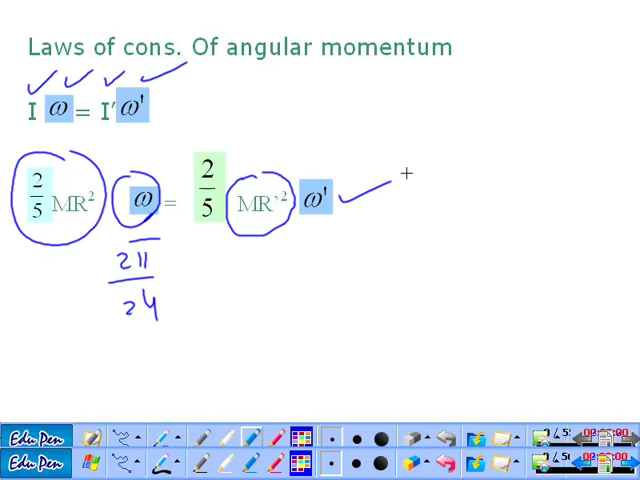 Laws of cons. Of angular momentum
I ω = I' ω'
2/5 MR² ω = 2/5 MR`² ω'
2π
24
Edu Pen
Edu Pen